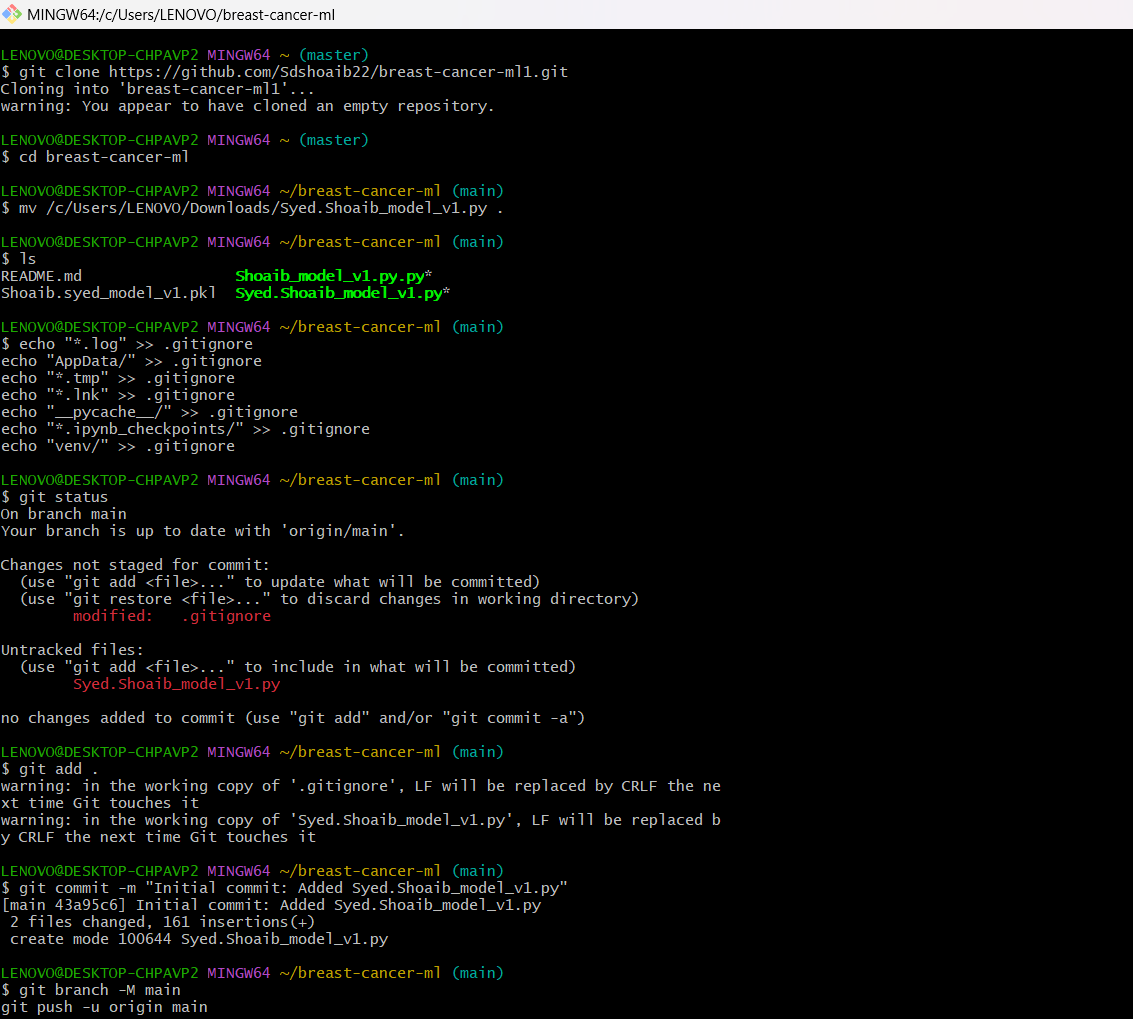 MINGW64:/c/Users/LENOVO/breast-cancer-ml
LENOVO@DESKTOP-CHPAVP2 MINGW64 ~ (master)
$ git clone https://github.com/Sdshoaib22/breast-cancer-ml1.git
Cloning into 'breast-cancer-ml1'...
warning: You appear to have cloned an empty repository.

LENOVO@DESKTOP-CHPAVP2 MINGW64 ~ (master)
$ cd breast-cancer-ml

LENOVO@DESKTOP-CHPAVP2 MINGW64 ~/breast-cancer-ml (main)
$ mv /c/Users/LENOVO/Downloads/Syed.Shoaib_model_v1.py .

LENOVO@DESKTOP-CHPAVP2 MINGW64 ~/breast-cancer-ml (main)
$ ls
README.md                 Shoaib_model_v1.py.py*
Shoaib.syed_model_v1.pkl  Syed.Shoaib_model_v1.py*

LENOVO@DESKTOP-CHPAVP2 MINGW64 ~/breast-cancer-ml (main)
$ echo "*.log" >> .gitignore
echo "AppData/" >> .gitignore
echo "*.tmp" >> .gitignore
echo "*.lnk" >> .gitignore
echo "__pycache__/" >> .gitignore
echo "*.ipynb_checkpoints/" >> .gitignore
echo "venv/" >> .gitignore

LENOVO@DESKTOP-CHPAVP2 MINGW64 ~/breast-cancer-ml (main)
$ git status
On branch main
Your branch is up to date with 'origin/main'.

Changes not staged for commit:
  (use "git add <file>..." to update what will be committed)
  (use "git restore <file>..." to discard changes in working directory)
        modified:   .gitignore

Untracked files:
  (use "git add <file>..." to include in what will be committed)
        Syed.Shoaib_model_v1.py

no changes added to commit (use "git add" and/or "git commit -a")

LENOVO@DESKTOP-CHPAVP2 MINGW64 ~/breast-cancer-ml (main)
$ git add .
warning: in the working copy of '.gitignore', LF will be replaced by CRLF the ne
xt time Git touches it
warning: in the working copy of 'Syed.Shoaib_model_v1.py', LF will be replaced b
y CRLF the next time Git touches it

LENOVO@DESKTOP-CHPAVP2 MINGW64 ~/breast-cancer-ml (main)
$ git commit -m "Initial commit: Added Syed.Shoaib_model_v1.py"
[main 43a95c6] Initial commit: Added Syed.Shoaib_model_v1.py
 2 files changed, 161 insertions(+)
 create mode 100644 Syed.Shoaib_model_v1.py

LENOVO@DESKTOP-CHPAVP2 MINGW64 ~/breast-cancer-ml (main)
$ git branch -M main
git push -u origin main